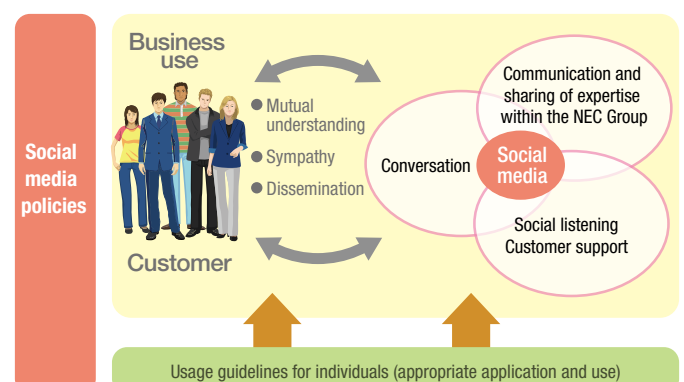 Social
media
policies
Business
use
● Mutual
understanding
● Sympathy
● Dissemination
Customer
Communication and
sharing of expertise
within the NEC Group
Conversation
Social
media
Social listening
Customer support
Usage guidelines for individuals (appropriate application and use)